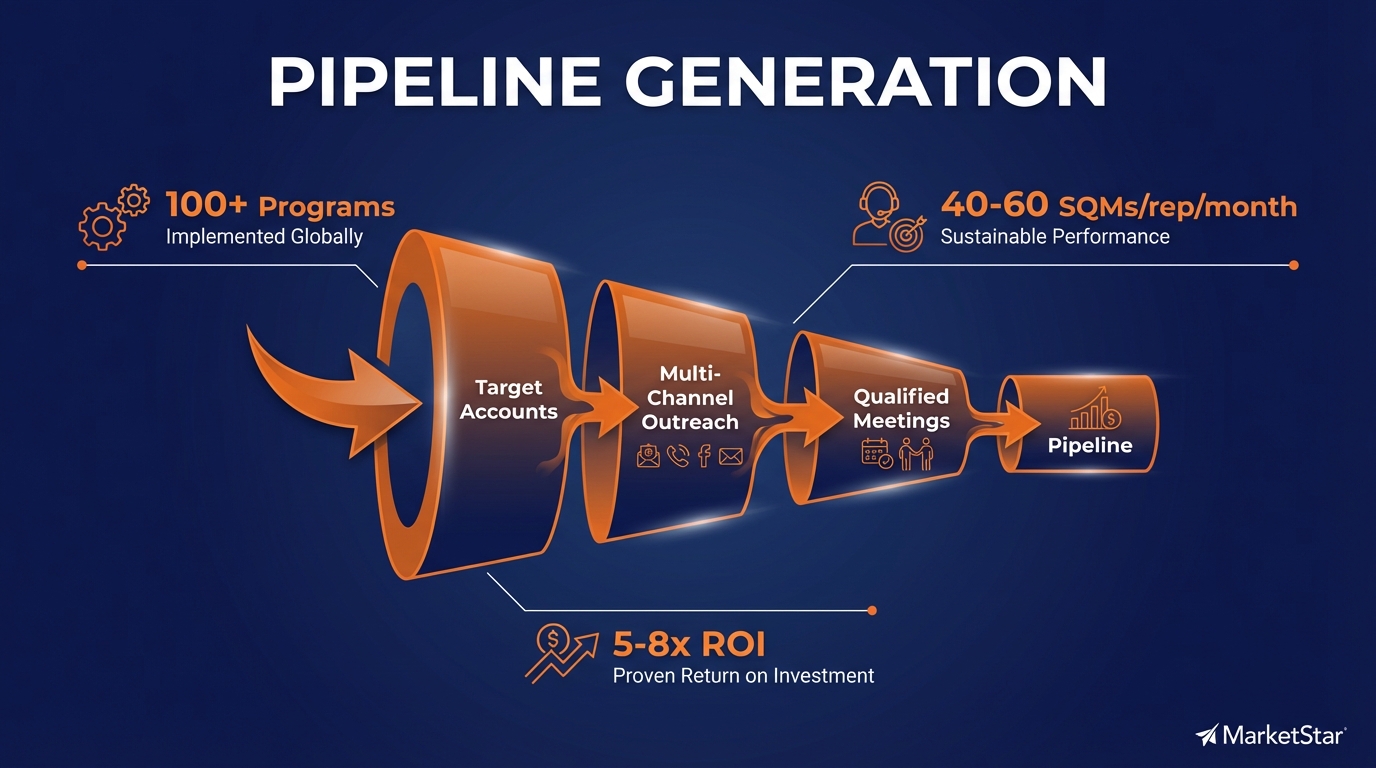 PIPELINE GENERATION
100+ Programs
Implemented Globally
40-60 SQMs/rep/month
Sustainable Performance
Target
Accounts
Multi-
Channel
Outreach
Qualified
Meetings
Pipeline
5-8x ROI
Proven Return on Investment
MarketStar